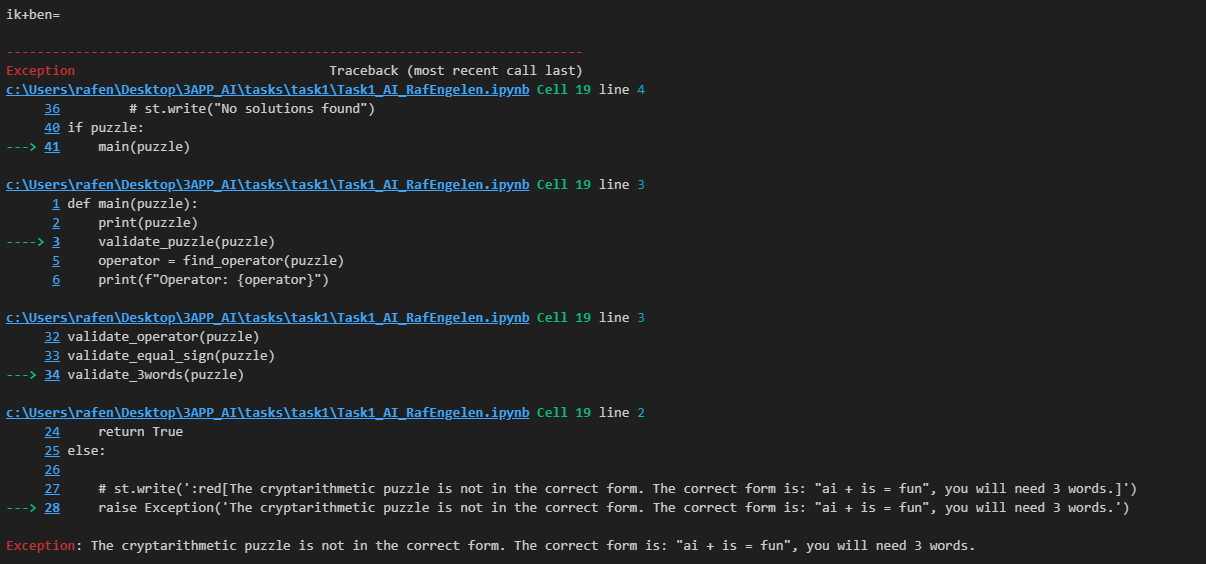 ik+ben=
---------------------------------------------------------------------------
Exception                                 Traceback (most recent call last)
c:\Users\rafen\Desktop\3APP_AI\tasks\task1\Task1_AI_RafEngelen.ipynb Cell 19 line 4
     36         # st.write("No solutions found")
     40 if puzzle:
---> 41     main(puzzle)
c:\Users\rafen\Desktop\3APP_AI\tasks\task1\Task1_AI_RafEngelen.ipynb Cell 19 line 3
      1 def main(puzzle):
      2     print(puzzle)
----> 3     validate_puzzle(puzzle)
      5     operator = find_operator(puzzle)
      6     print(f"Operator: {operator}")
c:\Users\rafen\Desktop\3APP_AI\tasks\task1\Task1_AI_RafEngelen.ipynb Cell 19 line 3
     32 validate_operator(puzzle)
     33 validate_equal_sign(puzzle)
---> 34 validate_3words(puzzle)
c:\Users\rafen\Desktop\3APP_AI\tasks\task1\Task1_AI_RafEngelen.ipynb Cell 19 line 2
     24     return True
     25 else:
     26
     27     # st.write(':red[The cryptarithmetic puzzle is not in the correct form. The correct form is: "ai + is = fun", you will need 3 words.]')
---> 28     raise Exception('The cryptarithmetic puzzle is not in the correct form. The correct form is: "ai + is = fun", you will need 3 words.')
Exception: The cryptarithmetic puzzle is not in the correct form. The correct form is: "ai + is = fun", you will need 3 words.